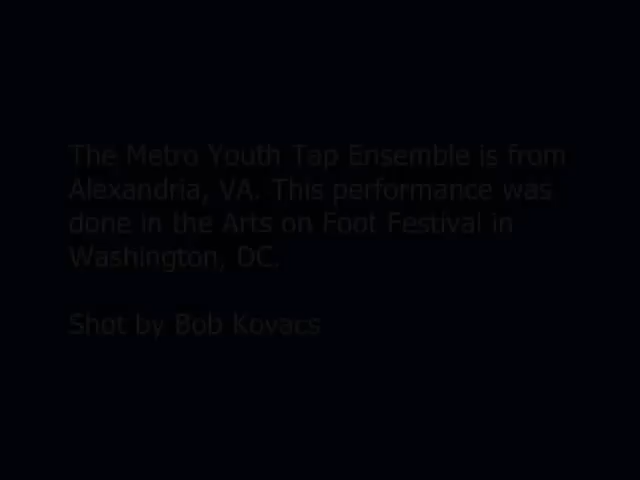 The Metro Youth Tap Ensemble is from
Alexandria, VA. This performance was
done in the Arts on Foot Festival in
Washington, DC.
Shot by Bob Kovacs